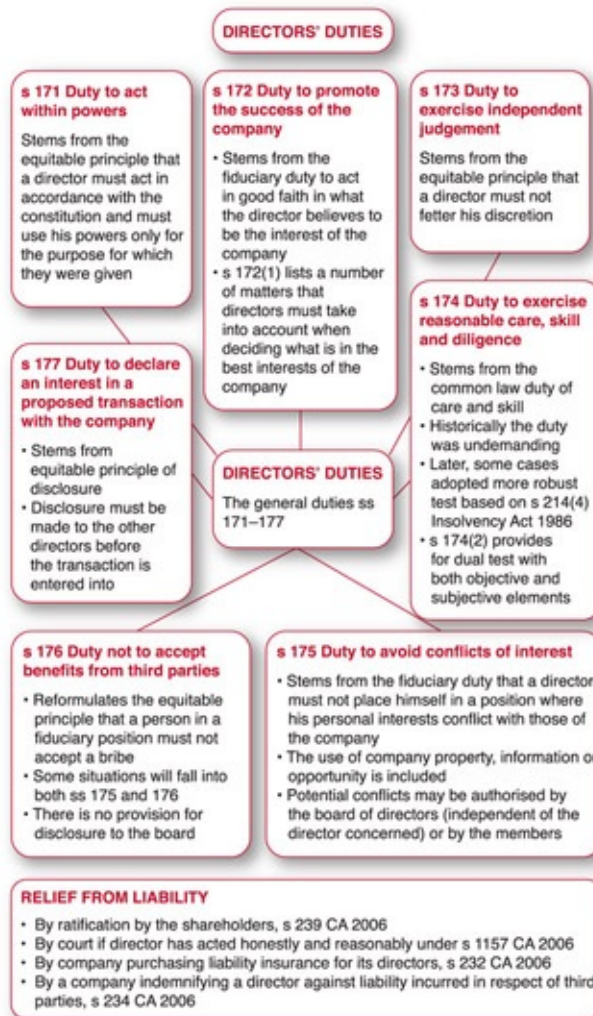 DIRECTORS' DUTIES
s 171 Duty to act
within powers
Stems from the
equitable principle that
a director must act in
accordance with the
constitution and must
use his powers only for
the purpose for which
they were given
s 172 Duty to promote
the success of the
company
• Stems from the
fiduciary duty to act
in good faith in what
the director believes to
be the interest of the
company
• s 172(1) lists a number
of matters that
directors must take
into account when
deciding what is in the
best interests of the
company
s 173 Duty to
exercise independent
judgement
Stems from the
equitable principle that
a director must not
fetter his discretion
s 177 Duty to declare
an interest in a
proposed transaction
with the company
• Stems from
equitable principle of
disclosure
• Disclosure must be
made to the other
directors before
the transaction is
entered into
DIRECTORS' DUTIES
The general duties ss
171–177
s 174 Duty to exercise
reasonable care, skill
and diligence
• Stems from the
common law duty of
care and skill
• Historically the duty
was undemanding
• Later, some cases
adopted more robust
test based on s 214(4)
Insolvency Act 1986
• s 174(2) provides
for dual test with
both objective and
subjective elements
s 176 Duty not to accept
benefits from third parties
• Reformulates the equitable
principle that a person in a
fiduciary position must not
accept a bribe
• Some situations will fall into
both ss 175 and 176
• There is no provision for
disclosure to the board
s 175 Duty to avoid conflicts of interest
• Stems from the fiduciary duty that a director
must not place himself in a position where
his personal interests conflict with those of
the company
• The use of company property, information o
opportunity is included
• Potential conflicts may be authorised by
the board of directors (independent of the
director concerned) or by the members
RELIEF FROM LIABILITY
• By ratification by the shareholders, s 239 CA 2006
• By court if director has acted honestly and reasonably under s 1157 CA 2006
• By company purchasing liability insurance for its directors, s 232 CA 2006
• By a company indemnifying a director against liability incurred in respect of third
parties, s 234 CA 2006